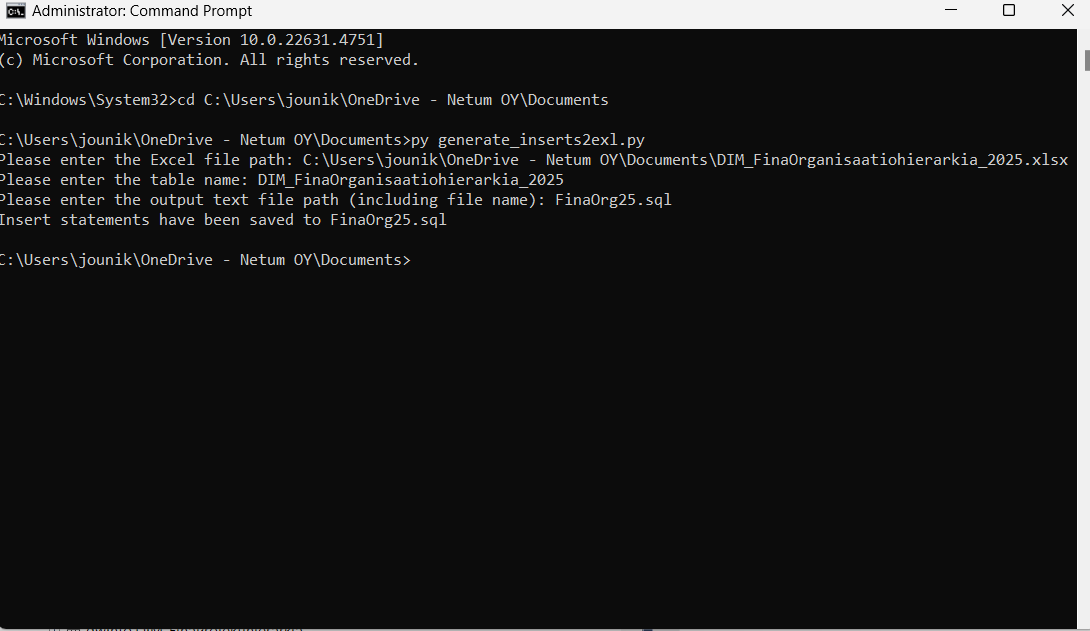 Administrator: Command Prompt
Microsoft Windows [Version 10.0.22631.4751]
(c) Microsoft Corporation. All rights reserved.
C:\Windows\System32>cd C:\Users\jounik\OneDrive - Netum OY\Documents
C:\Users\jounik\OneDrive - Netum OY\Documents>py generate_inserts2exl.py
Please enter the Excel file path: C:\Users\jounik\OneDrive - Netum OY\Documents\DIM_FinaOrganisaatiohierarkia_2025.xlsx
Please enter the table name: DIM_FinaOrganisaatiohierarkia_2025
Please enter the output text file path (including file name): FinaOrg25.sql
Insert statements have been saved to FinaOrg25.sql
C:\Users\jounik\OneDrive - Netum OY\Documents>